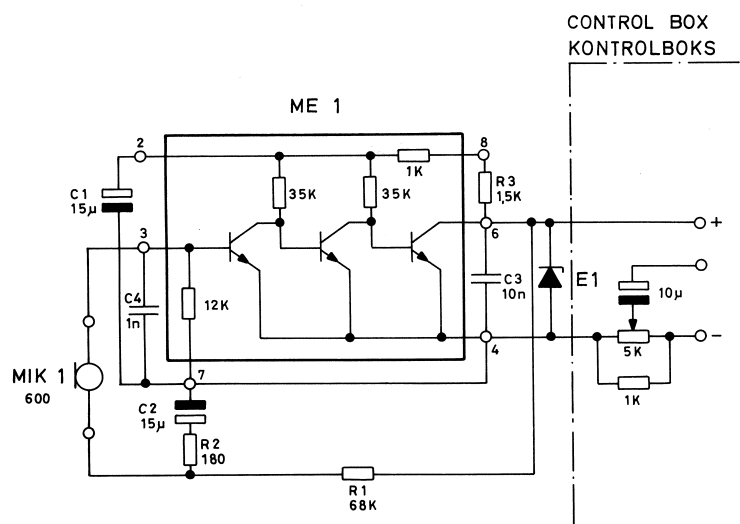 CONTROL BOX
KONTROLBOKS
ME 1
2
8
1K
R3
1,5K
C1
15µ
35K
35K
6
+
3
C3
10n
E1
10µ
C4
1n
12K
4
5K
−
7
MIK 1
600
1K
C2
15µ
R2
180
R1
68K